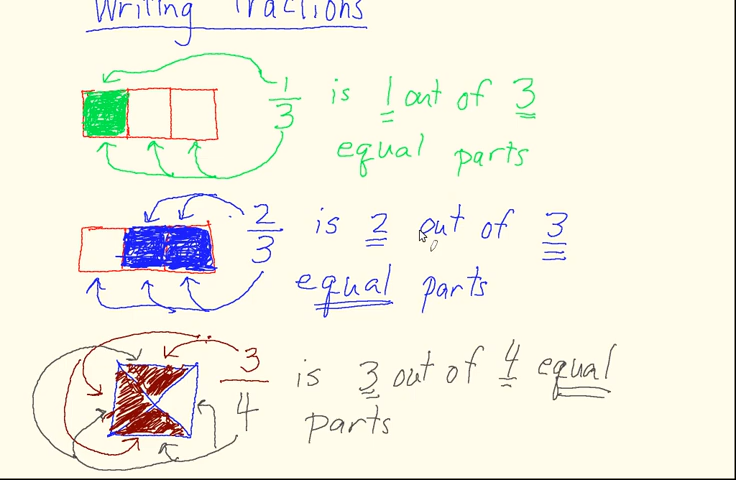 Writing Fractions
1/3 is 1 out of 3
equal parts
2/3 is 2 out of 3
equal parts
3/4 is 3 out of 4 equal
parts